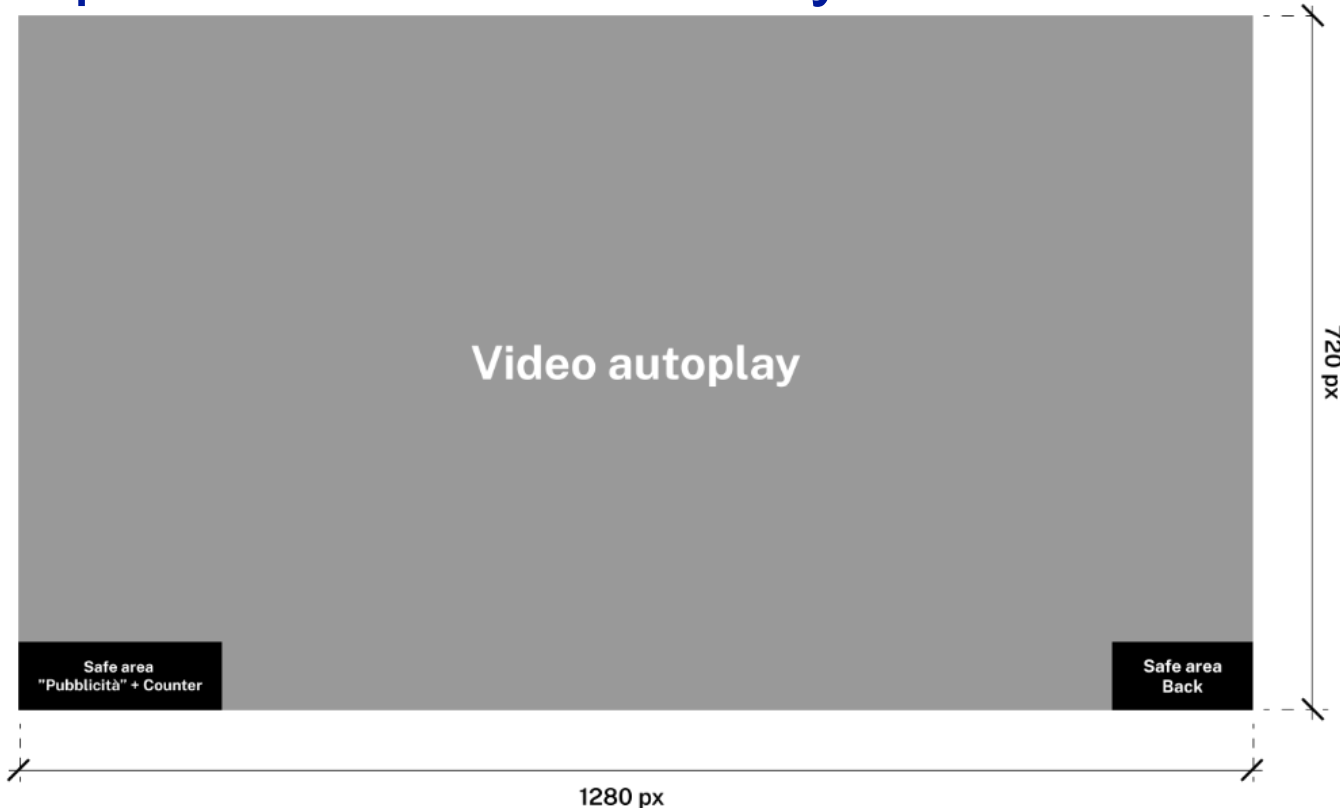 Video autoplay
720 px
Safe area
"Pubblicità" + Counter
Safe area
Back
1280 px